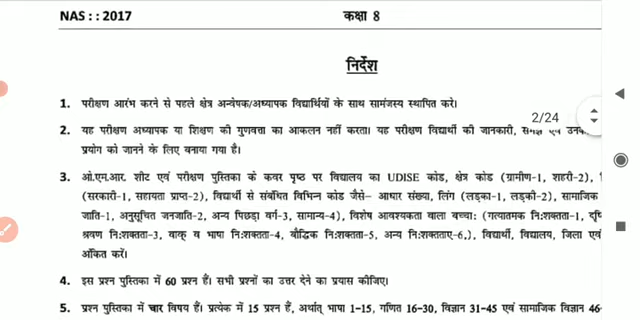 NAS : : 2017 कक्षा 8
निर्देश
1. परीक्षण आरंभ करने से पहले क्षेत्र अन्वेषक/अध्यापक विद्यार्थियों के साथ सामंजस्य स्थापित करे।
2/24
2. यह परीक्षण अध्यापक या शिक्षण की गुणवत्ता का आकलन नहीं करता। यह परीक्षण विद्यार्थी की जानकारी, समझ एवं उनके
प्रयोग को जानने के लिए बनाया गया है।
3. ओ.एम.आर. शीट एवं परीक्षण पुस्तिका के कवर पृष्ठ पर विद्यालय का UDISE कोड, क्षेत्र कोड (ग्रामीण-1, शहरी-2),
(सरकारी-1, सहायता प्राप्त-2), विद्यार्थी से संबंधित विभिन्न कोड जैसे- आधार संख्या, लिंग (लड़का-1, लड़की-2), सामाजिक
जाति-1, अनुसूचित जनजाति-2, अन्य पिछड़ा वर्ग-3, सामान्य-4), विशेष आवश्यकता वाला बच्चा: (गत्यात्मक नि:शक्तता-1,
श्रवण नि:शक्तता-3, वाक् व भाषा नि:शक्तता-4, बौद्धिक नि:शक्तता-5, अन्य नि:शक्तताए-6.), विद्यार्थी, विद्यालय, जिला एवं
अंकित करें।
4. इस प्रश्न पुस्तिका में 60 प्रश्न हैं। सभी प्रश्नों का उत्तर देने का प्रयास कीजिए।
5. प्रश्न पुस्तिका में चार विषय हैं। प्रत्येक में 15 प्रश्न हैं, अर्थात् भाषा 1-15, गणित 16-30, विज्ञान 31-45 एवं सामाजिक विज्ञान 46-